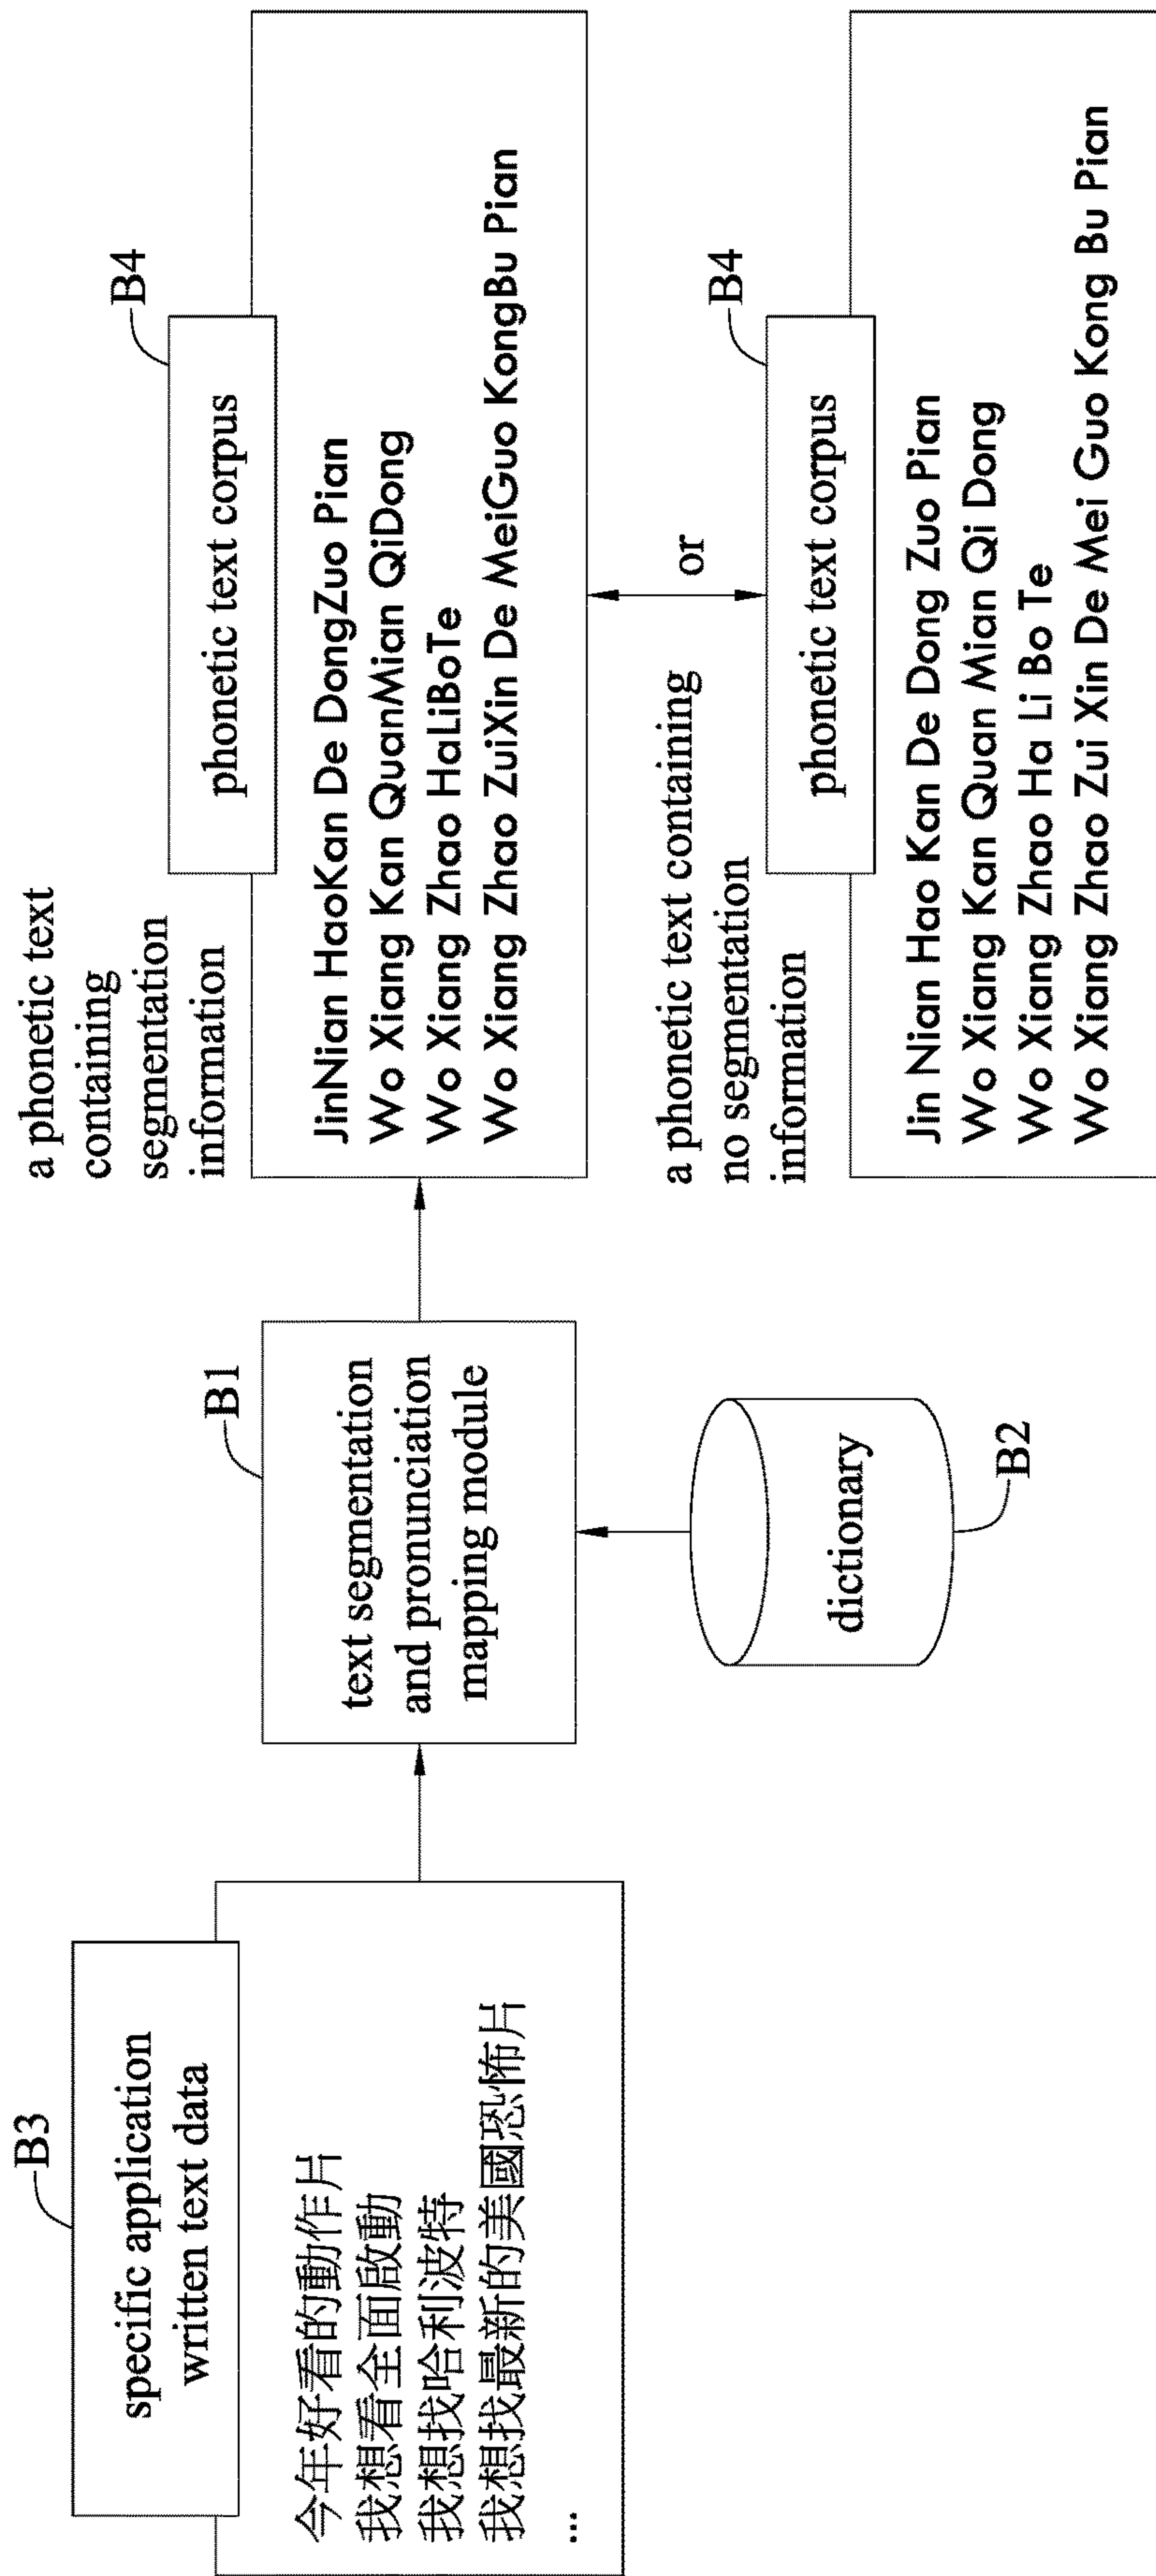 B3
specific application
written text data
今年好看的動作片
我想看全面啟動
我想找哈利波特
我想找最新的美國恐怖片
...
B1
text segmentation
and pronunciation
mapping module
dictionary
B2
a phonetic text
containing
segmentation
information
B4
phonetic text corpus
JinNian HaoKan De DongZuo Pian
Wo Xiang Kan QuanMian QiDong
Wo Xiang Zhao HaLiBoTe
Wo Xiang Zhao ZuiXin De MeiGuo KongBu Pian
or
a phonetic text containing
no segmentation
information
B4
phonetic text corpus
Jin Nian Hao Kan De Dong Zuo Pian
Wo Xiang Kan Quan Mian Qi Dong
Wo Xiang Zhao Ha Li Bo Te
Wo Xiang Zhao Zui Xin De Mei Guo Kong Bu Pian